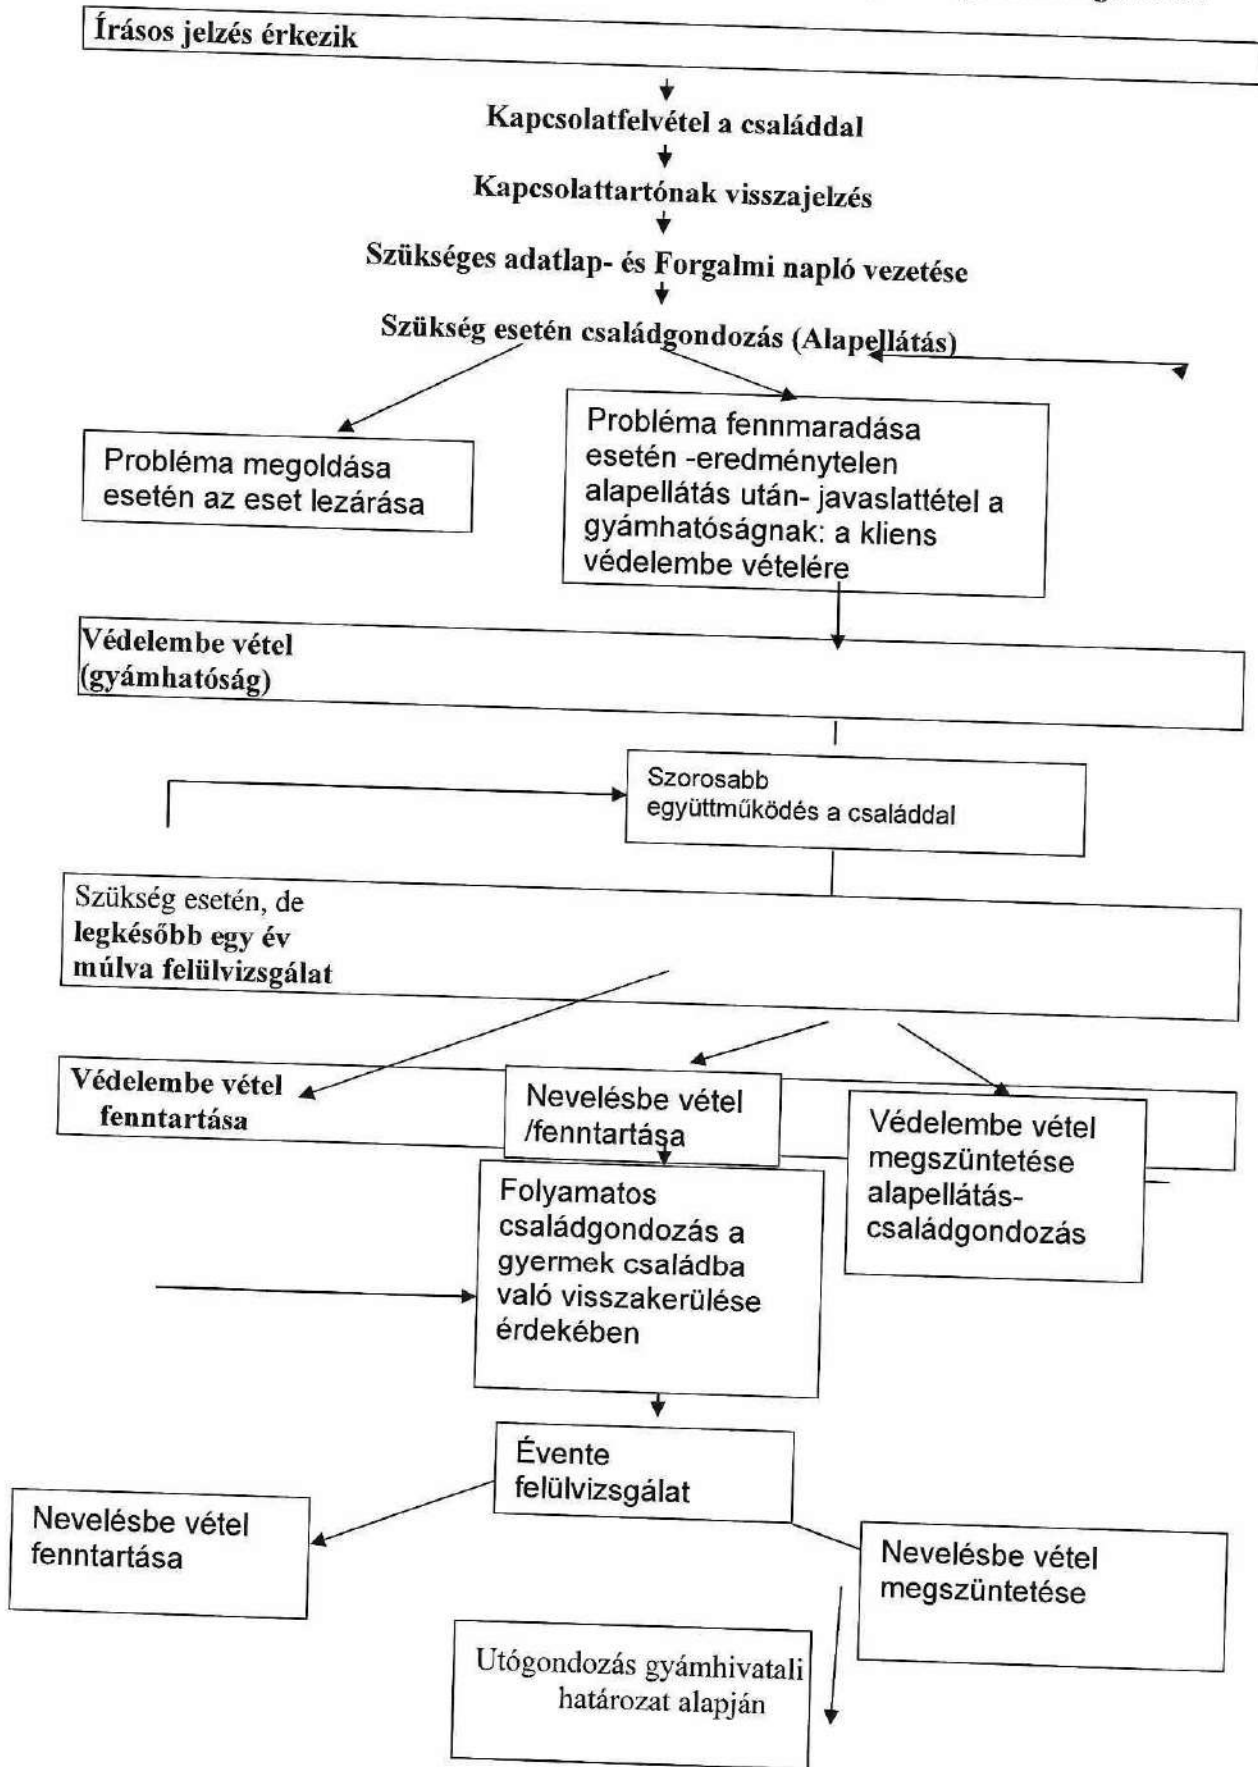 Írásos jelzés érkezik
Kapcsolatfelvétel a családdal
Kapcsolattartónak visszajelzés
Szükséges adatlap- és Forgalmi napló vezetése
Szükség esetén családgondozás (Alapellátás)
Probléma megoldása
esetén az eset lezárása
Probléma fennmaradása
esetén -eredménytelen
alapellátás után- javaslattétel a
gyámhatóságnak: a kliens
védelembe vételére
Védelembe vétel
(gyámhatóság)
Szorosabb
együttműködés a családdal
Szükség esetén, de
legkésőbb egy év
múlva felülvizsgálat
Védelembe vétel
fenntartása
Nevelésbe vétel
/fenntartása
Védelembe vétel
megszüntetése
alapellátás-
családgondozás
Folyamatos
családgondozás a
gyermek családba
való visszakerülése
érdekében
Évente
felülvizsgálat
Nevelésbe vétel
fenntartása
Nevelésbe vétel
megszüntetése
Utógondozás gyámhivatali
határozat alapján